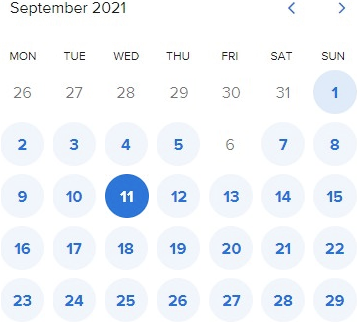 September 2021
MON TUE WED THU FRI SAT SUN
26 27 28 29 30 31 1
2 3 4 5 6 7 8
9 10 11 12 13 14 15
16 17 18 19 20 21 22
23 24 25 26 27 28 29